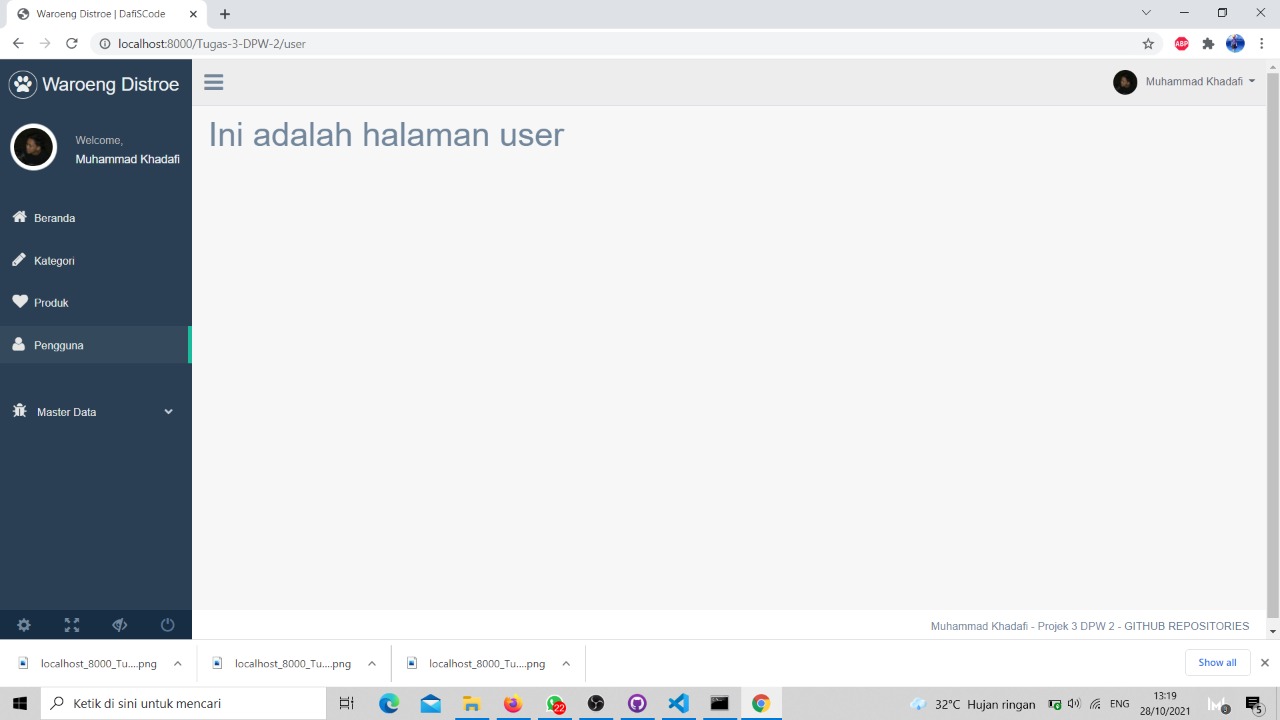 Waroeng Distroe | DafiSCode
localhost:8000/Tugas-3-DPW-2/user
ABP
Waroeng Distroe
Muhammad Khadafi
Welcome,
Muhammad Khadafi
Ini adalah halaman user
Beranda
Kategori
Produk
Pengguna
Master Data
Muhammad Khadafi - Projek 3 DPW 2 - GITHUB REPOSITORIES
localhost_8000_Tu....png
localhost_8000_Tu....png
localhost_8000_Tu....png
Show all
Ketik di sini untuk mencari
22
32°C Hujan ringan
ENG
13:19
28/10/2021
5